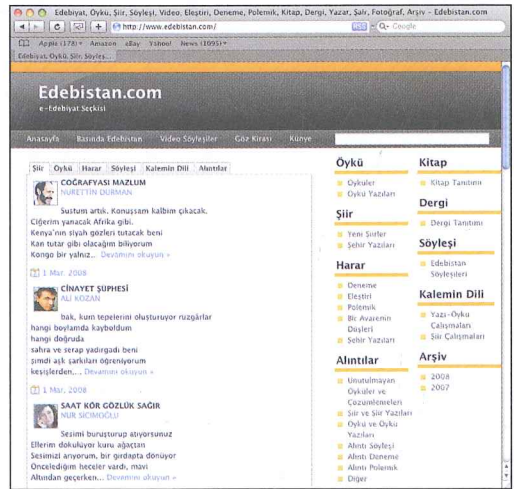 Edebiyat, Öykü, Şiir, Söyleşi, Video, Eleştiri, Deneme, Polemik, Kitap, Dergi, Yazar, Şair, Fotoğraf, Arşiv – Edebistan.com
http://www.edebistan.com/ RSS Q- Google
Apple (178) Amazon eBay Yahoo! News (1095)
Edebiyat, Öykü, Şiir, Söyleş...
Edebistan.com
e-Edebiyat Seçkisi
Anasayfa Basında Edebistan Video Söyleşiler Göz Kirası Künye
Şiir Öykü Harar Söyleşi Kalemin Dili Alıntılar
COĞRAFYASI MAZLUM
NURETTİN DURMAN
Sustum artık. Konuşsam kalbim çıkacak.
Ciğerim yanacak Afrika gibi.
Kenya'nın siyah gözleri tutacak beni
Kan tutar gibi olacağım biliyorum
Kongo bir yalnız... Devamını okuyun »
1 Mar, 2008
CİNAYET ŞÜPHESİ
ALİ KOZAN
bak, kum tepelerini oluşturuyor ruzgârlar
hangi boylamda kayboldum
hangi doğruda
sahra ve serap yadırgadı beni
şimdi aşk şarkıları öğreniyorum
keşişlerden,... Devamını okuyun »
1 Mar, 2008
SAAT KÖR GÖZLÜK SAĞIR
NUR SICIMOĞLU
Sesimi buruşturup atıyorsunuz
Ellerim dökülüyor kuru ağaçtan
Sesimizi arıyorum, bir girdapta dönüyor
Öncelediğim heceler vardı, mavi
Altından geçerken... Devamını okuyun »
Öykü
Öyküler
Öykü Yazıları
Şiir
Yeni Şiirler
Şehir Yazıları
Harar
Deneme
Eleştiri
Polemik
Bir Avarenin
Düşleri
Şehir Yazıları
Alıntılar
Unutulmayan
Öyküler ve
Çözümlemeleri
Şiir ve Şiir Yazıları
Öykü ve Öykü
Yazıları
Alıntı Söyleşi
Alıntı Deneme
Alıntı Polemik
Diğer
Kitap
Kitap Tanıtımı
Dergi
Dergi Tanıtımı
Söyleşi
Edebistan
Söyleşileri
Kalemin Dili
Yazı-Öykü
Çalışmaları
Şiir Çalışmaları
Arşiv
2008
2007